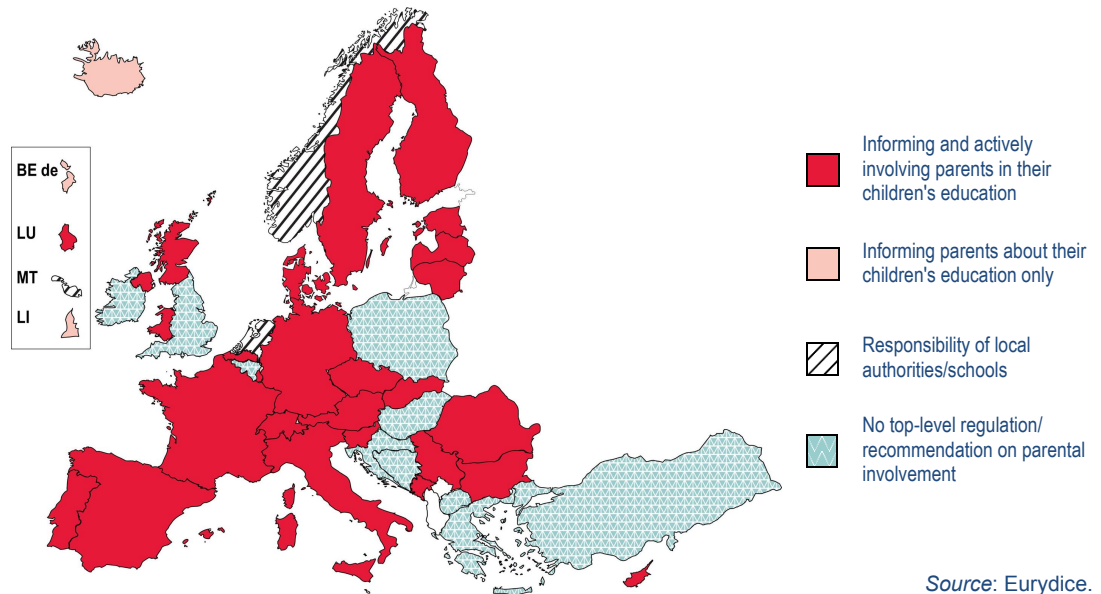 BE de
LU
MT
LI
Informing and actively
involving parents in their
children's education
Informing parents about their
children's education only
Responsibility of local
authorities/schools
No top-level regulation/
recommendation on parental
involvement
Source: Eurydice.